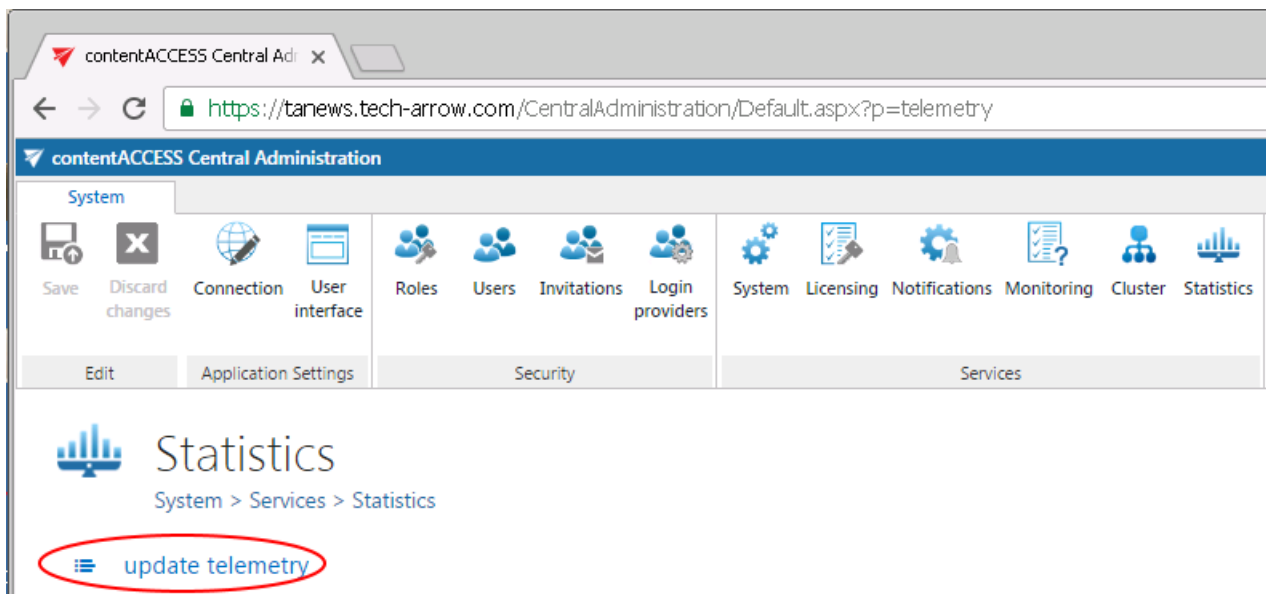 contentACCESS Central Adr
https://tanews.tech-arrow.com/CentralAdministration/Default.aspx?p=telemetry
contentACCESS Central Administration
System
Save Discard changes Connection User interface Roles Users Invitations Login providers System Licensing Notifications Monitoring Cluster Statistics
Edit Application Settings Security Services
Statistics
System > Services > Statistics
update telemetry